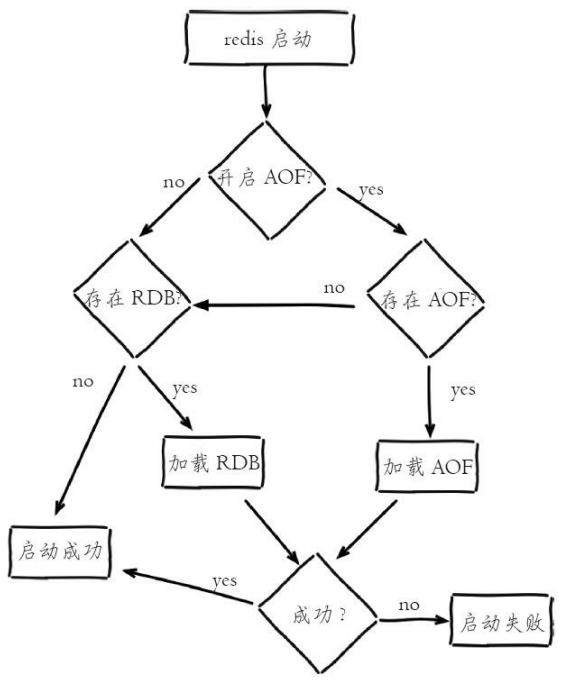 redis 启动
开启 AOF?
no
yes
存在 RDB?
no
存在 AOF?
no
yes
yes
加载 RDB
加载 AOF
启动成功
yes
成功？
no
启动失败